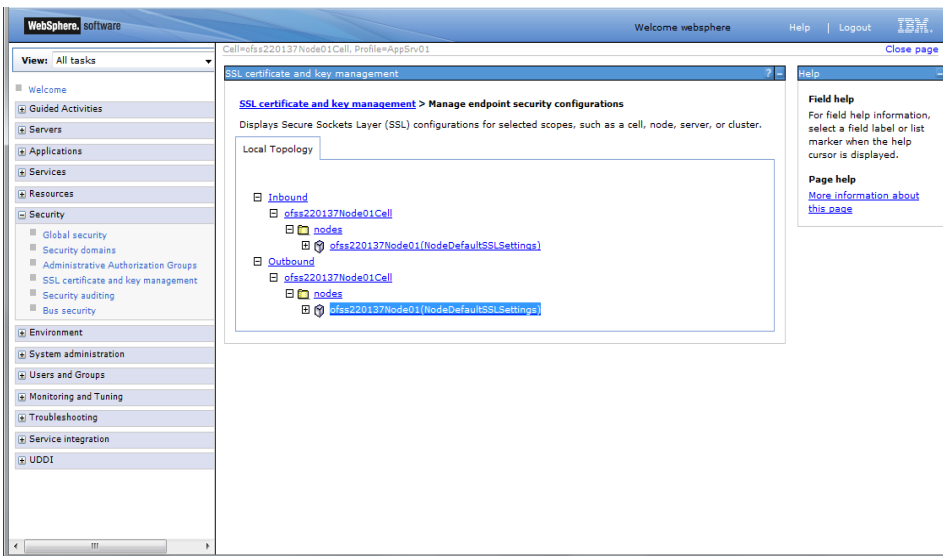 WebSphere. software
Welcome websphere
Help | Logout
IBM.
View: All tasks
Cell=ofss220137Node01Cell, Profile=AppSrv01
Close page
Welcome
Guided Activities
Servers
Applications
Services
Resources
Security
Global security
Security domains
Administrative Authorization Groups
SSL certificate and key management
Security auditing
Bus security
Environment
System administration
Users and Groups
Monitoring and Tuning
Troubleshooting
Service integration
UDDI
SSL certificate and key management
SSL certificate and key management > Manage endpoint security configurations
Displays Secure Sockets Layer (SSL) configurations for selected scopes, such as a cell, node, server, or cluster.
Local Topology
Inbound
ofss220137Node01Cell
nodes
ofss220137Node01(NodeDefaultSSLSettings)
Outbound
ofss220137Node01Cell
nodes
ofss220137Node01(NodeDefaultSSLSettings)
Help
Field help
For field help information,
select a field label or list
marker when the help
cursor is displayed.
Page help
More information about
this page